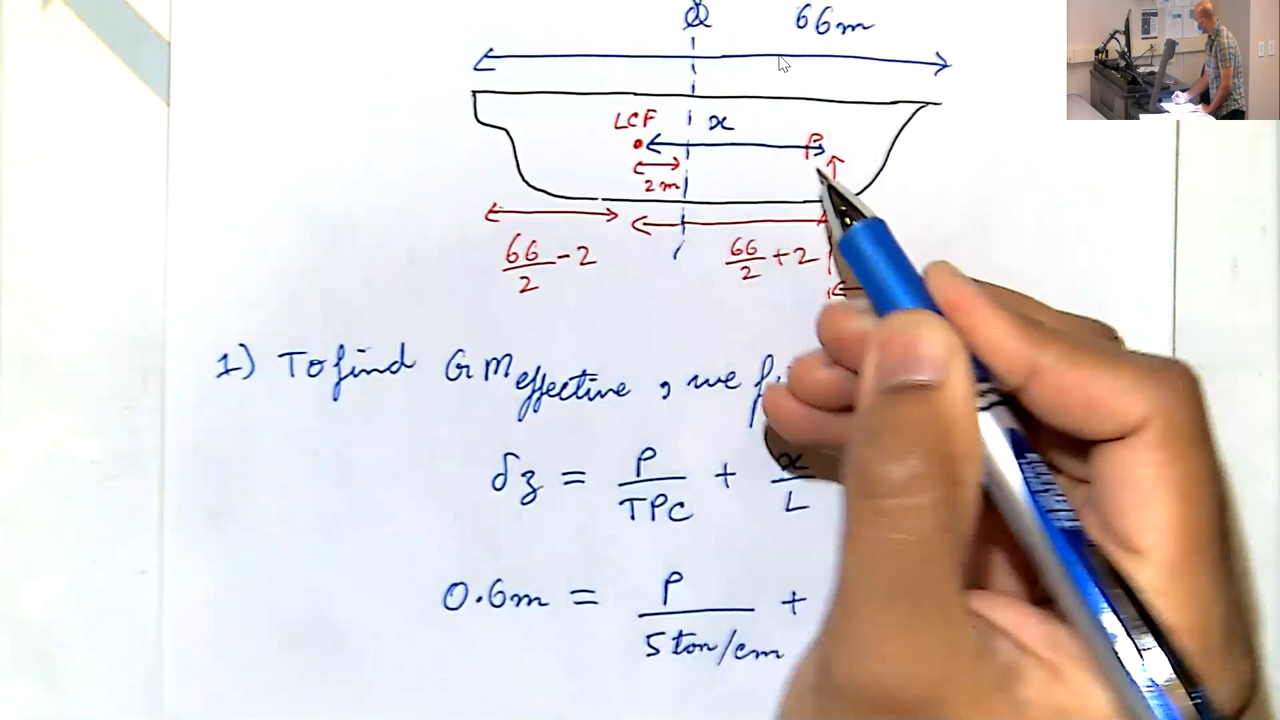 66m
LCF x P
2m
66/2 - 2 66/2 + 2
1) To find GM effective, we
δz = P/TPC + x/L
0.6m = P/5 ton/cm +